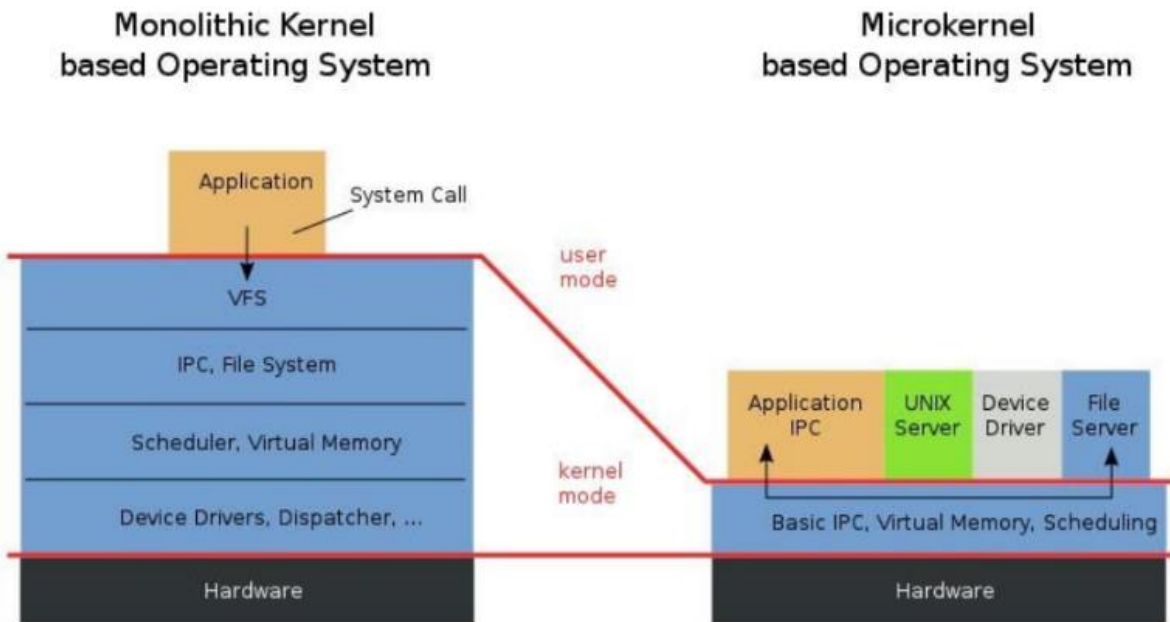 Monolithic Kernel
based Operating System
Microkernel
based Operating System
Application
System Call
user
mode
VFS
IPC, File System
Scheduler, Virtual Memory
kernel
mode
Device Drivers, Dispatcher, ...
Hardware
Application
IPC
UNIX
Server
Device
Driver
File
Server
Basic IPC, Virtual Memory, Scheduling
Hardware